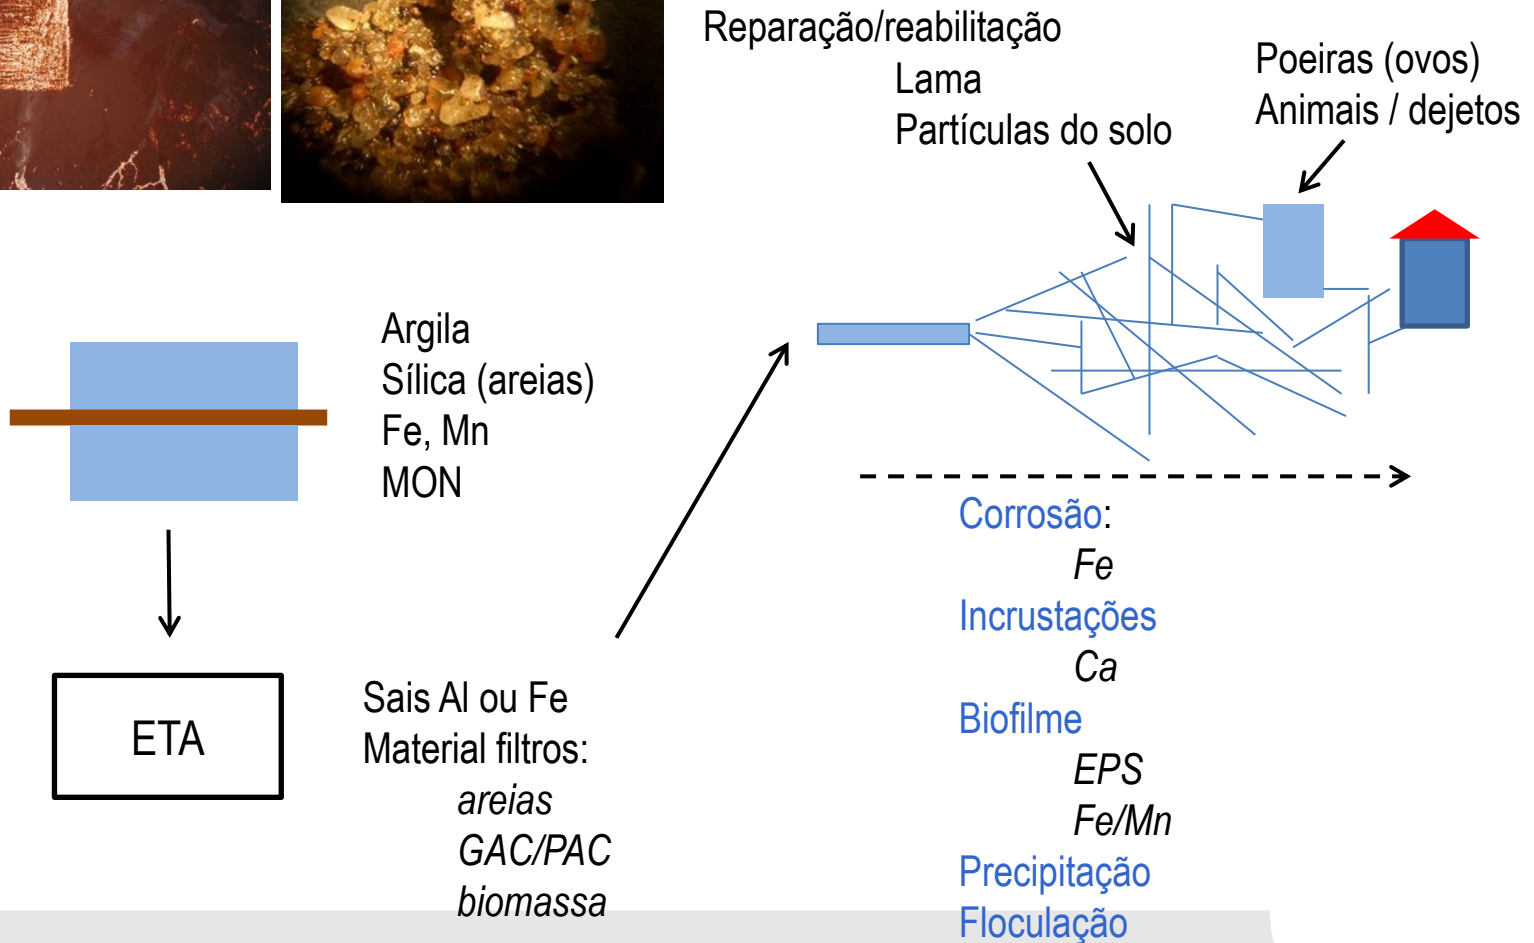 Reparação/reabilitação
Lama
Partículas do solo
Poeiras (ovos)
Animais / dejetos
Argila
Sílica (areias)
Fe, Mn
MON
ETA
Sais Al ou Fe
Material filtros:
areias
GAC/PAC
biomassa
Corrosão:
Fe
Incrustações
Ca
Biofilme
EPS
Fe/Mn
Precipitação
Floculação